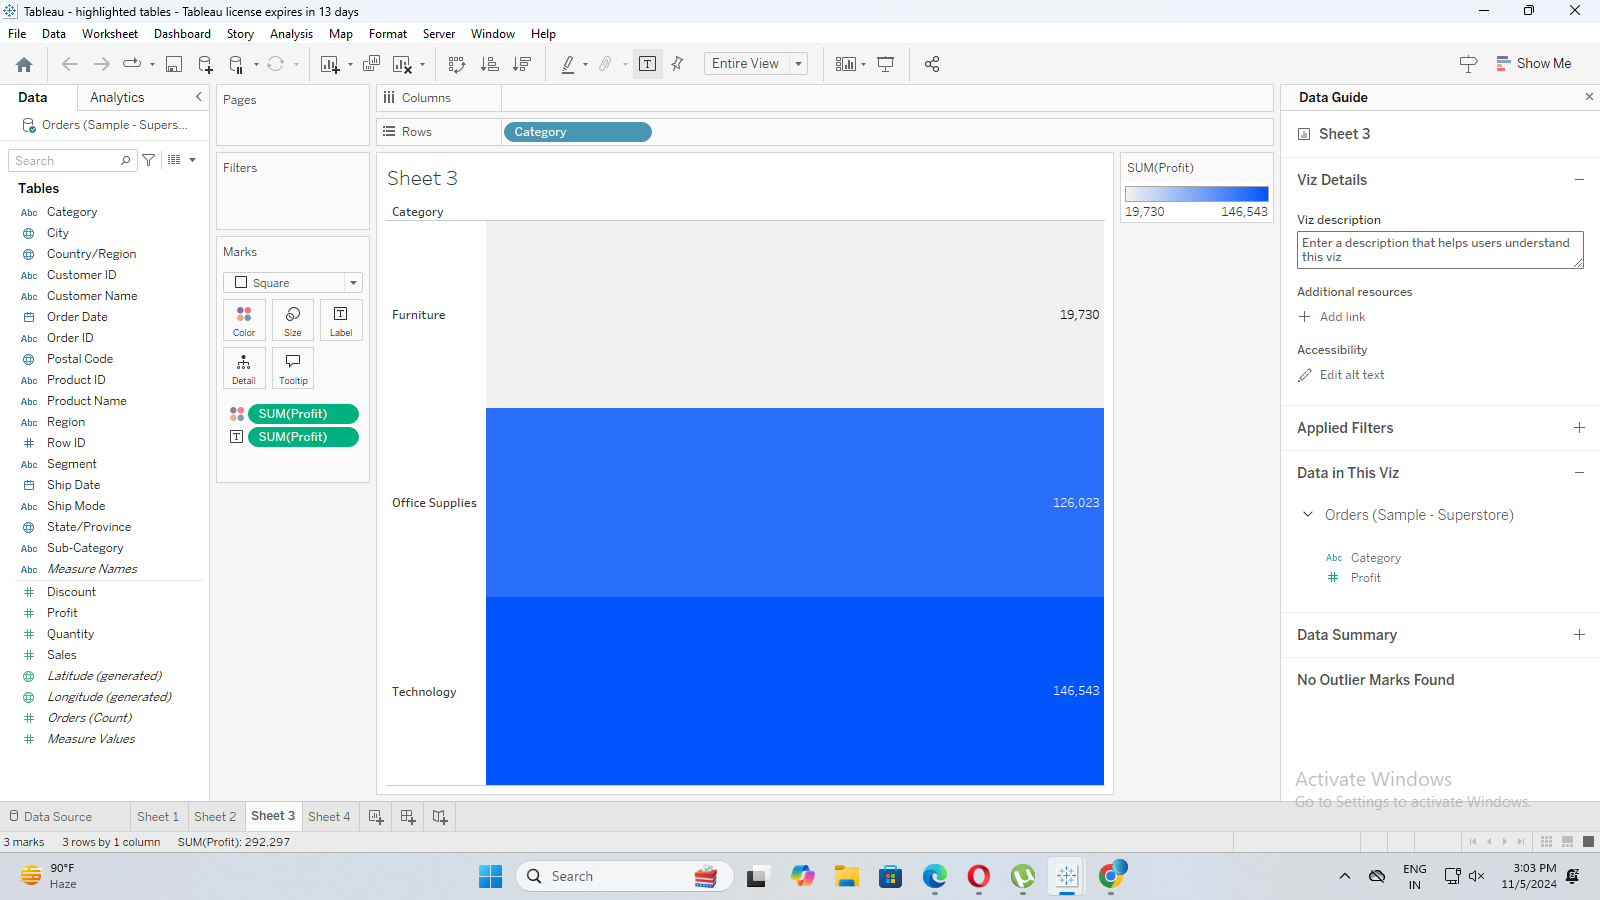 Tableau - highlighted tables - Tableau license expires in 13 days
File Data Worksheet Dashboard Story Analysis Map Format Server Window Help
Entire View
Show Me
Data Analytics
Orders (Sample - Supers...
Search
Tables
Abc Category
City
Country/Region
Abc Customer ID
Abc Customer Name
Order Date
Abc Order ID
Postal Code
Abc Product ID
Abc Product Name
Abc Region
# Row ID
Abc Segment
Ship Date
Abc Ship Mode
State/Province
Abc Sub-Category
Abc Measure Names
# Discount
# Profit
# Quantity
# Sales
Latitude (generated)
Longitude (generated)
# Orders (Count)
# Measure Values
Pages
Filters
Marks
Square
Color Size Label
Detail Tooltip
SUM(Profit)
SUM(Profit)
Columns
Rows Category
Sheet 3
Category
Furniture 19,730
Office Supplies 126,023
Technology 146,543
SUM(Profit)
19,730 146,543
Data Guide
Sheet 3
Viz Details
Viz description
Enter a description that helps users understand
this viz
Additional resources
Add link
Accessibility
Edit alt text
Applied Filters
Data in This Viz
Orders (Sample - Superstore)
Abc Category
# Profit
Data Summary
No Outlier Marks Found
Activate Windows
Go to Settings to activate Windows.
Data Source Sheet 1 Sheet 2 Sheet 3 Sheet 4
3 marks 3 rows by 1 column SUM(Profit): 292,297
90°F
Haze
Search
ENG
IN
3:03 PM
11/5/2024